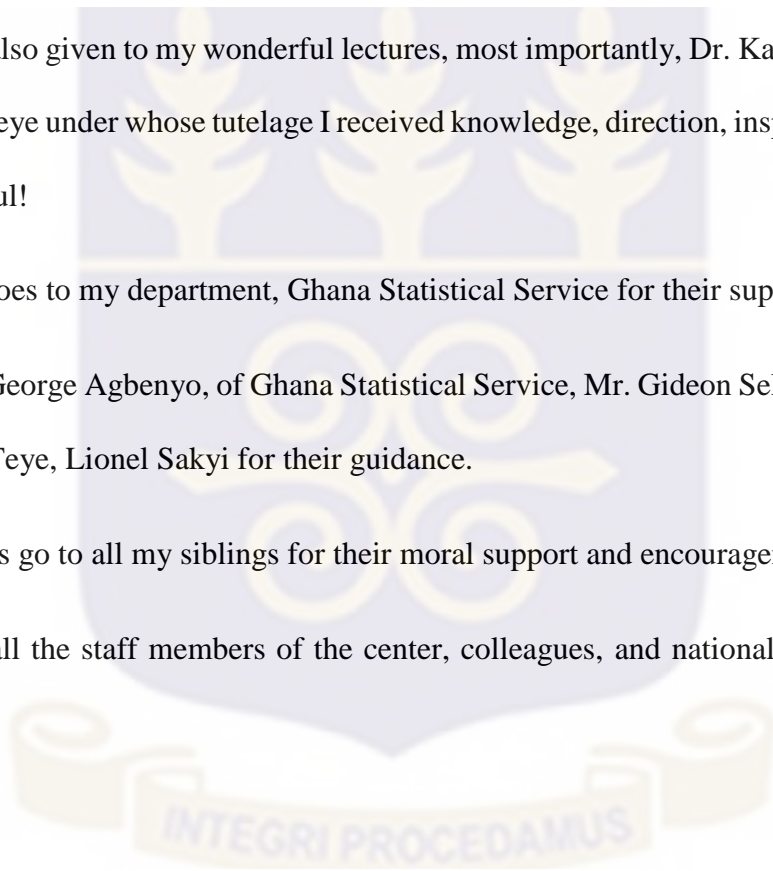 also given to my wonderful lectures, most importantly, Dr. Ka
eye under whose tutelage I received knowledge, direction, insp
ul!
oes to my department, Ghana Statistical Service for their sup
George Agbenyo, of Ghana Statistical Service, Mr. Gideon Se
Teye, Lionel Sakyi for their guidance.
s go to all my siblings for their moral support and encourage
all the staff members of the center, colleagues, and national
INTEGRI PROCEDAMUS